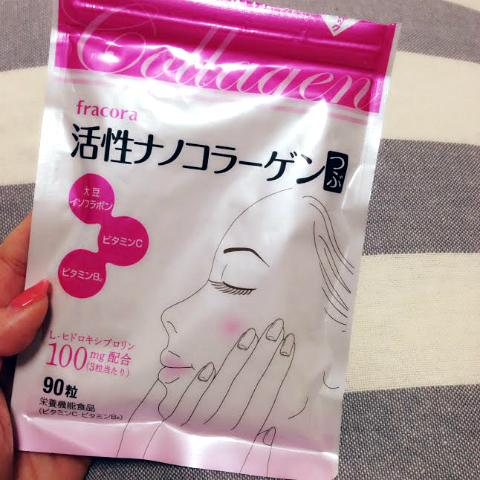 Collagen
fracora
活性ナノコラーゲン つぶ
大豆
イソフラボン
ビタミンC
ビタミンB₂
L-ヒドロキシプロリン
100mg配合
(3粒当たり)
90粒
栄養機能食品
(ビタミンC・ビタミンB₂)